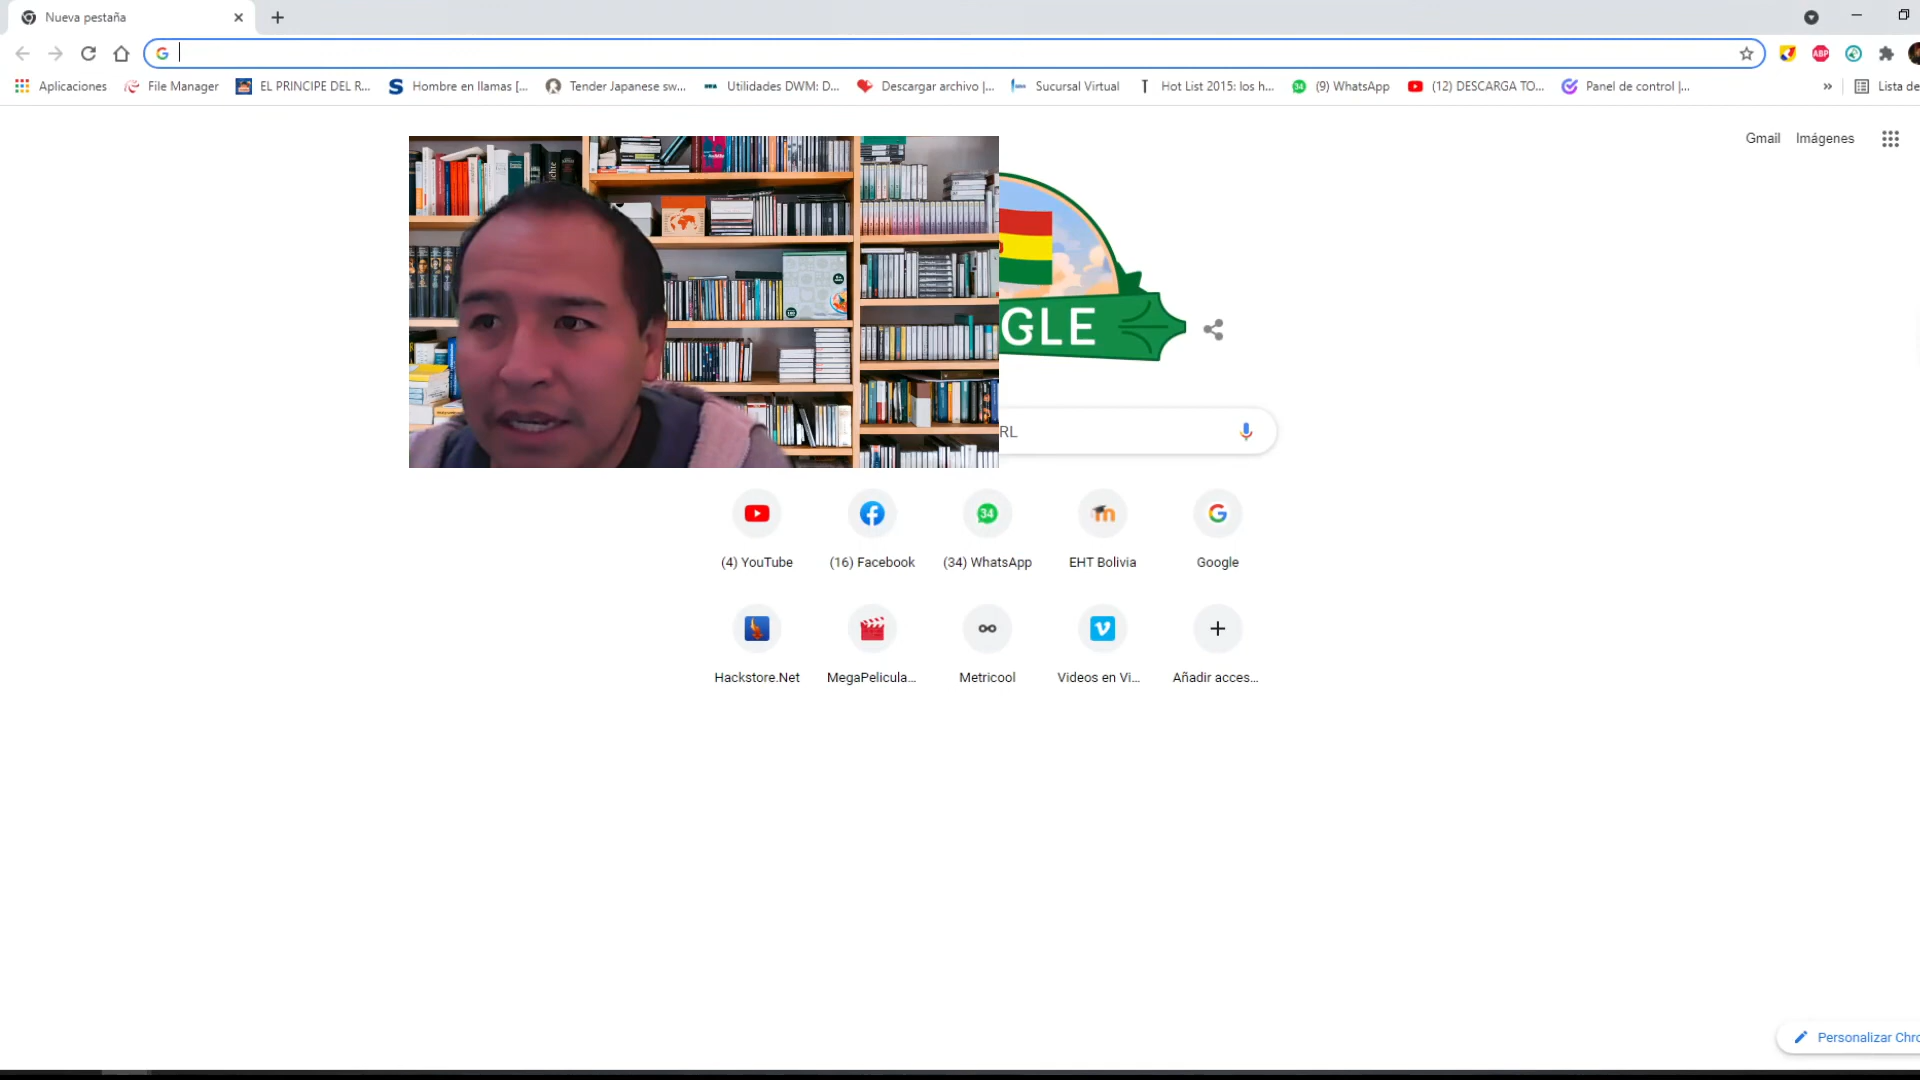 Nueva pestaña
Aplicaciones
File Manager
EL PRINCIPE DEL R...
Hombre en llamas [...
Tender Japanese sw...
Utilidades DWM: D...
Descargar archivo |...
Sucursal Virtual
Hot List 2015: los h...
(9) WhatsApp
(12) DESCARGA TO...
Panel de control |...
»
Lista de
ABP
Gmail
Imágenes
GLE
RL
34
(4) YouTube
(16) Facebook
(34) WhatsApp
EHT Bolivia
Google
Hackstore.Net
MegaPelicula...
Metricool
Videos en Vi...
Añadir acces...
Personalizar Chro